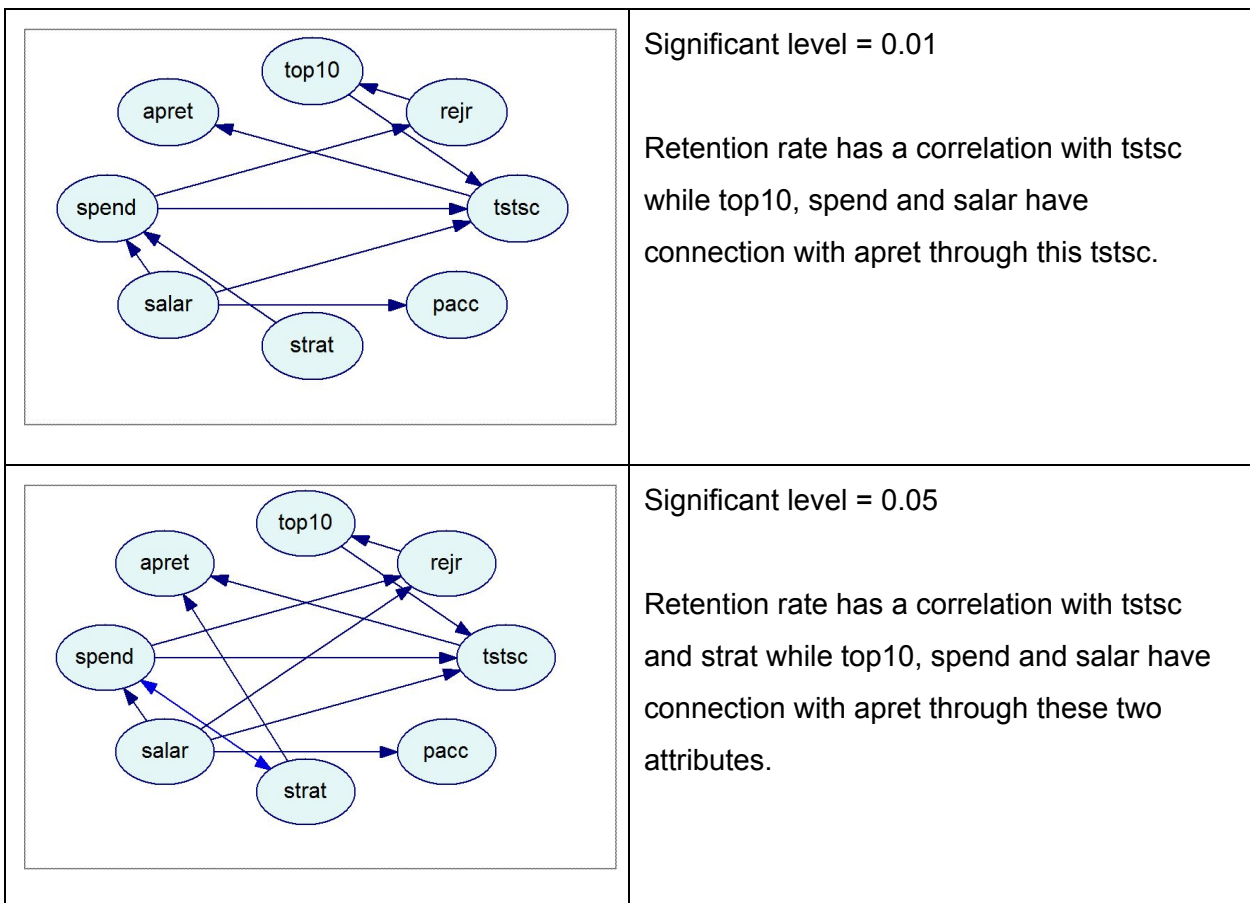 top10
apret
rejr
spend
tstsc
salar
pacc
strat
Significant level = 0.01
Retention rate has a correlation with tstsc
while top10, spend and salar have
connection with apret through this tstsc.
top10
apret
rejr
spend
tstsc
salar
pacc
strat
Significant level = 0.05
Retention rate has a correlation with tstsc
and strat while top10, spend and salar have
connection with apret through these two
attributes.